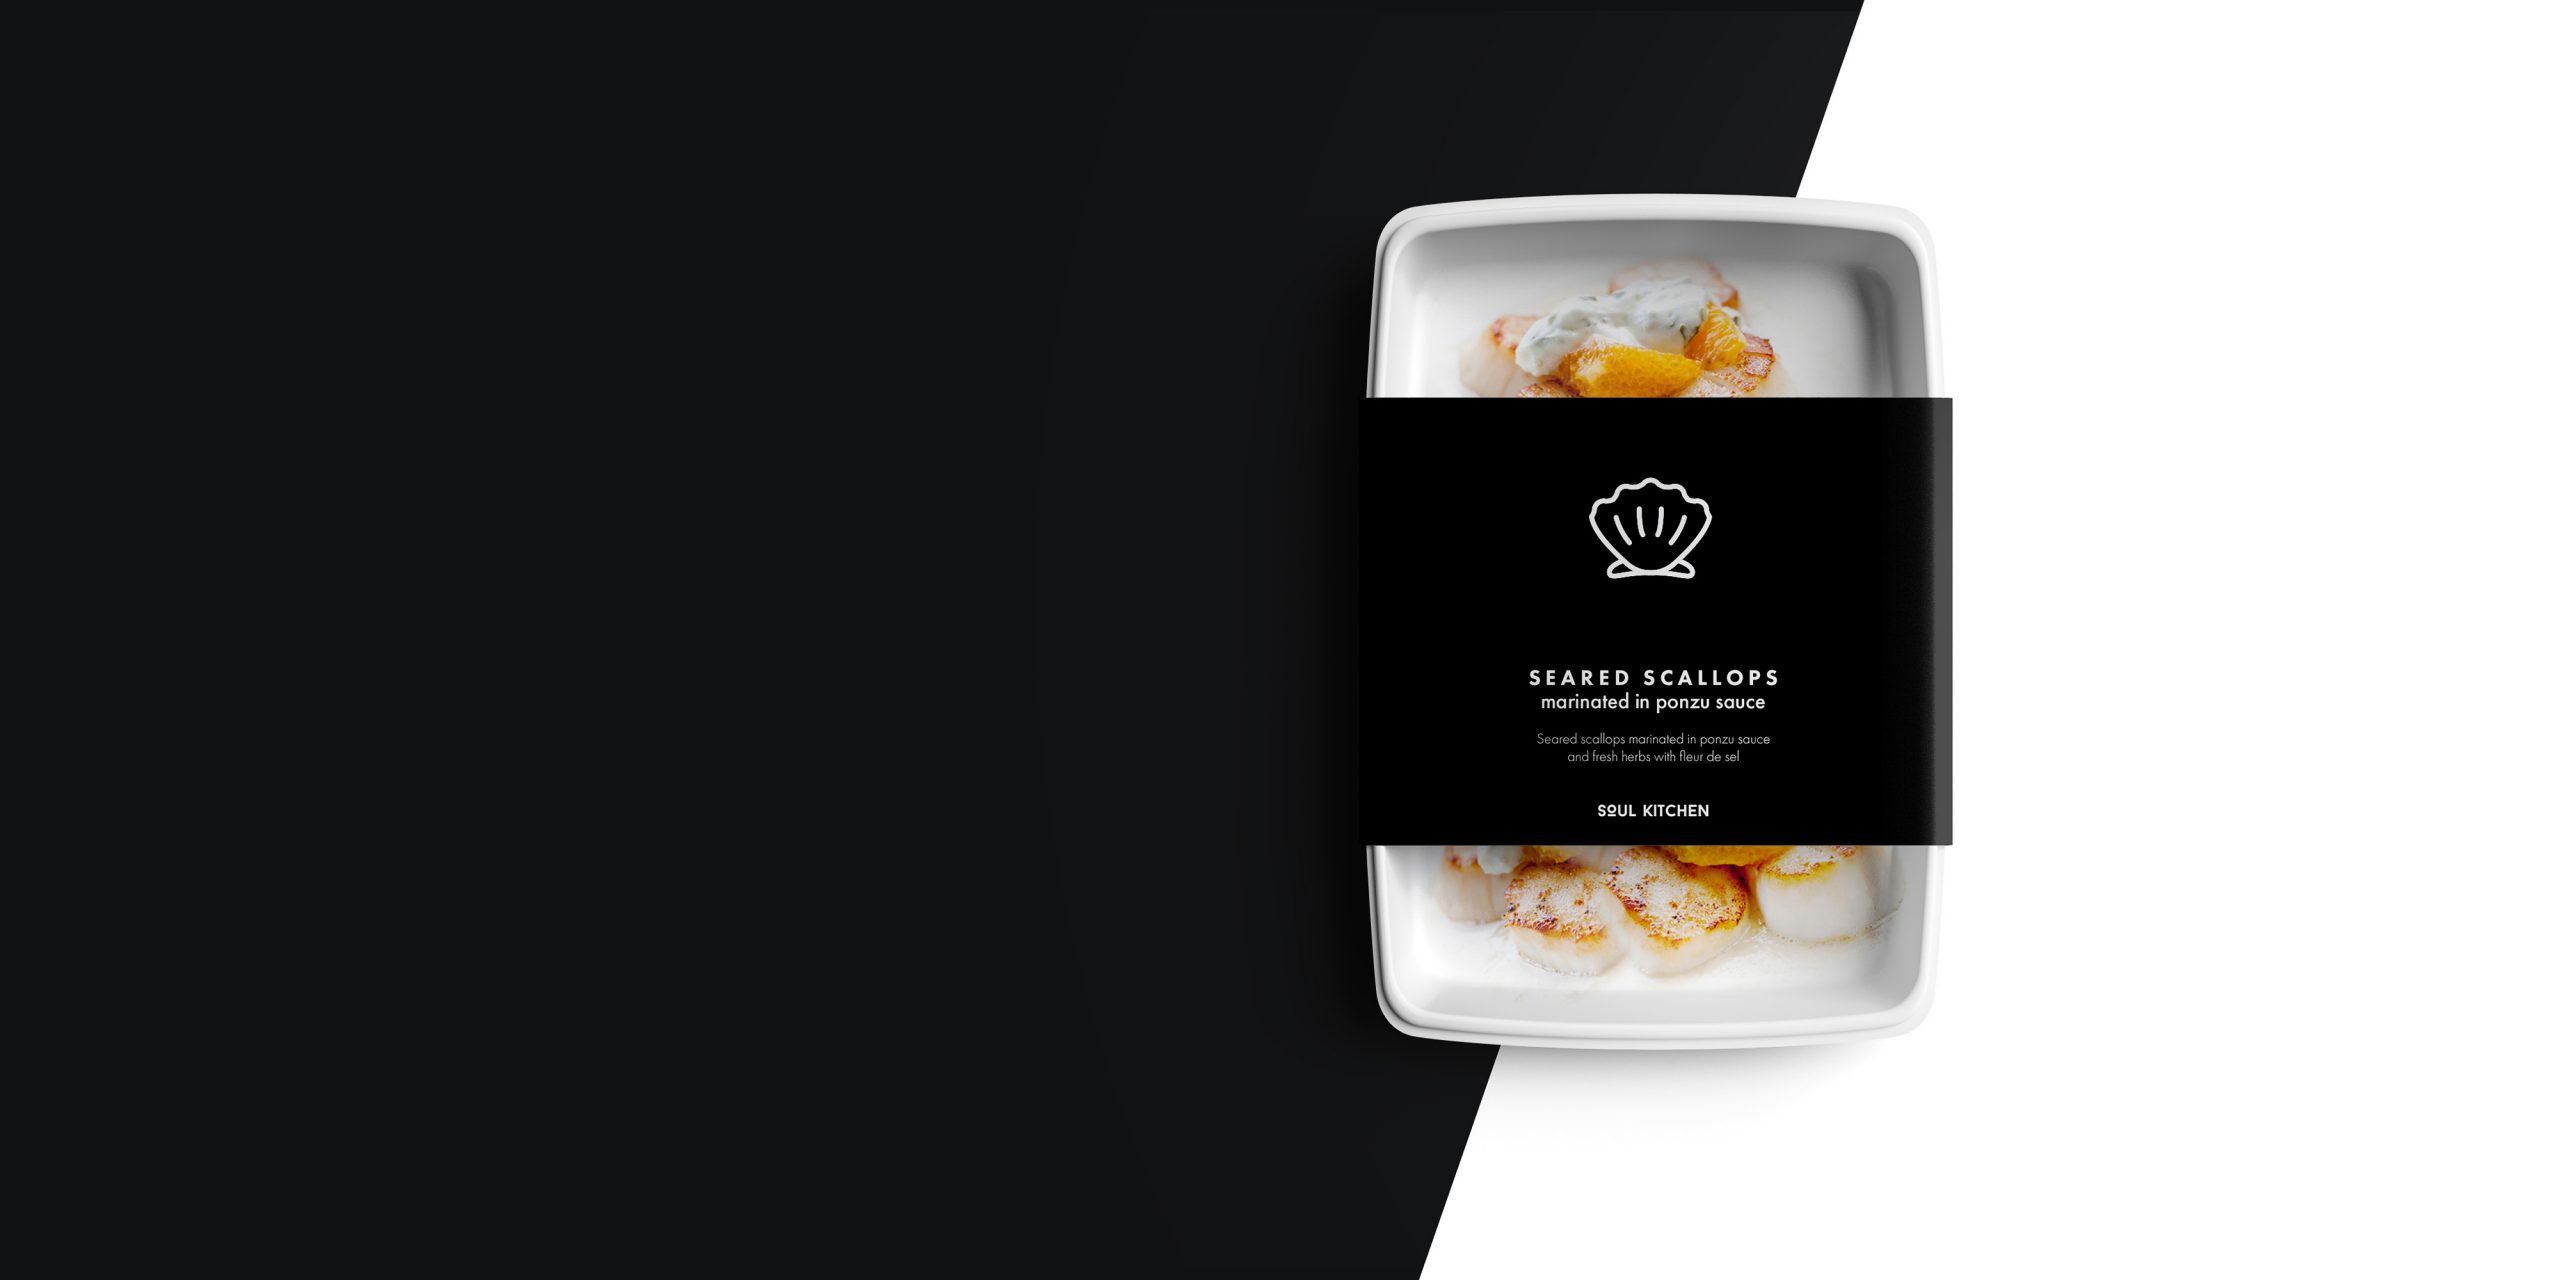 SEARED SCALLOPS
marinated in ponzu sauce
Seared scallops marinated in ponzu sauce
and fresh herbs with fleur de sel
SOUL KITCHEN